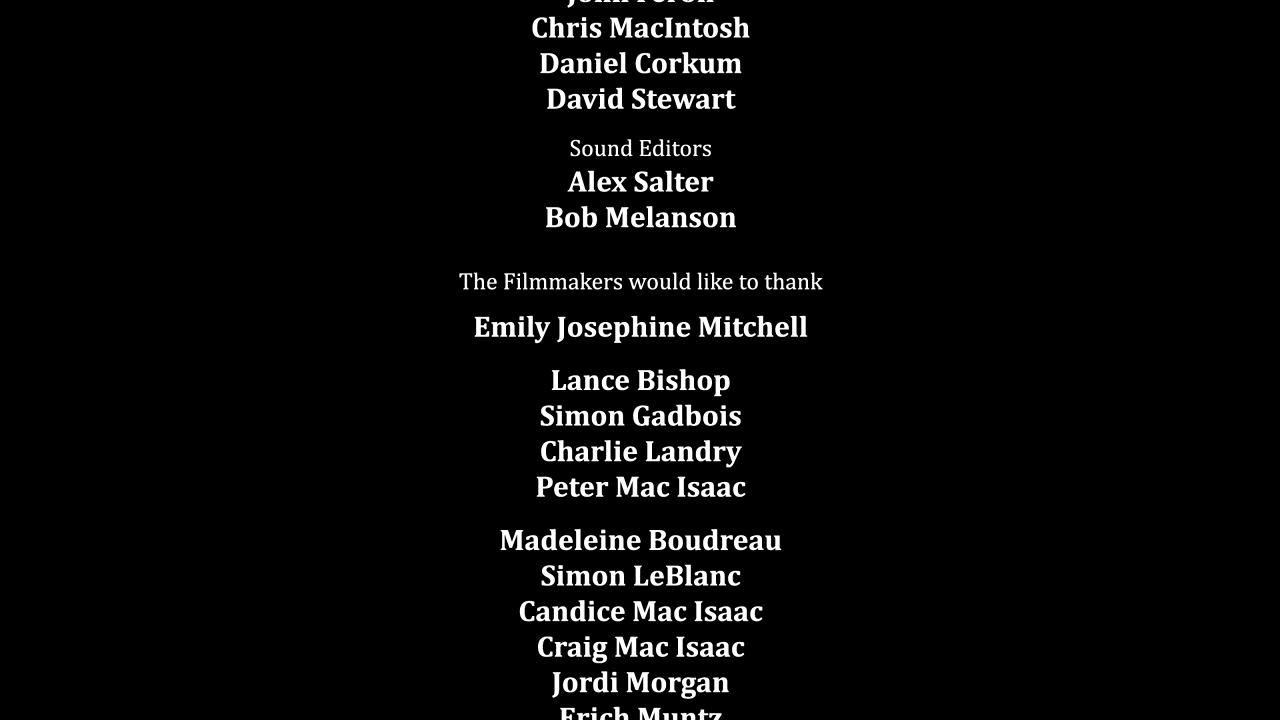 Chris MacIntosh
Daniel Corkum
David Stewart
Sound Editors
Alex Salter
Bob Melanson
The Filmmakers would like to thank
Emily Josephine Mitchell
Lance Bishop
Simon Gadbois
Charlie Landry
Peter Mac Isaac
Madeleine Boudreau
Simon LeBlanc
Candice Mac Isaac
Craig Mac Isaac
Jordi Morgan
Erich Muntz